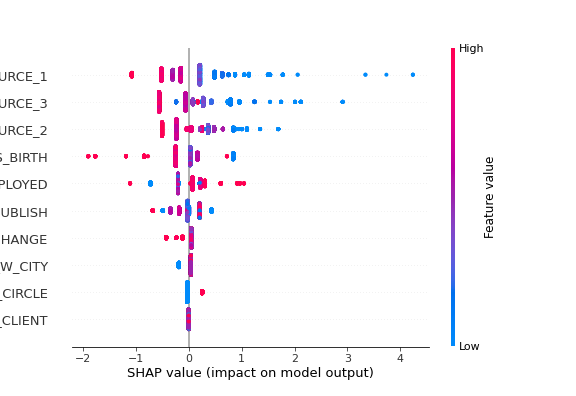 High
URCE_1
URCE_3
URCE_2
S_BIRTH
PLOYED
UBLISH
HANGE
W_CITY
_CIRCLE
_CLIENT
Feature value
Low
−2 −1 0 1 2 3 4
SHAP value (impact on model output)